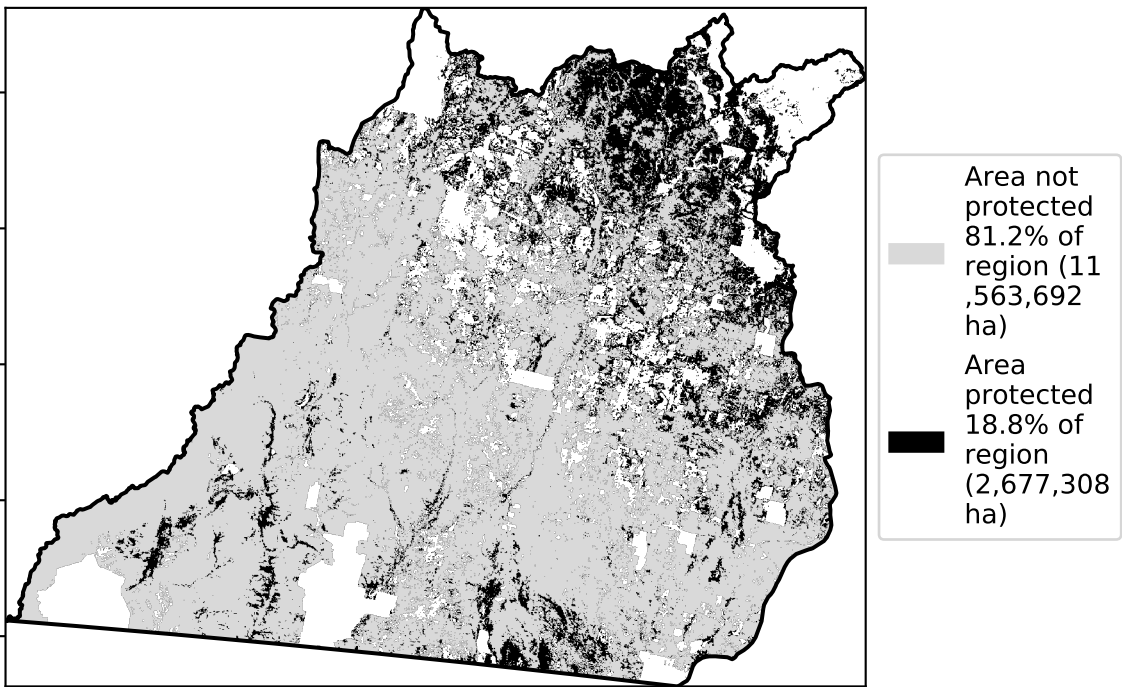 Area not
protected
81.2% of
region (11
,563,692
ha)
Area
protected
18.8% of
region
(2,677,308
ha)